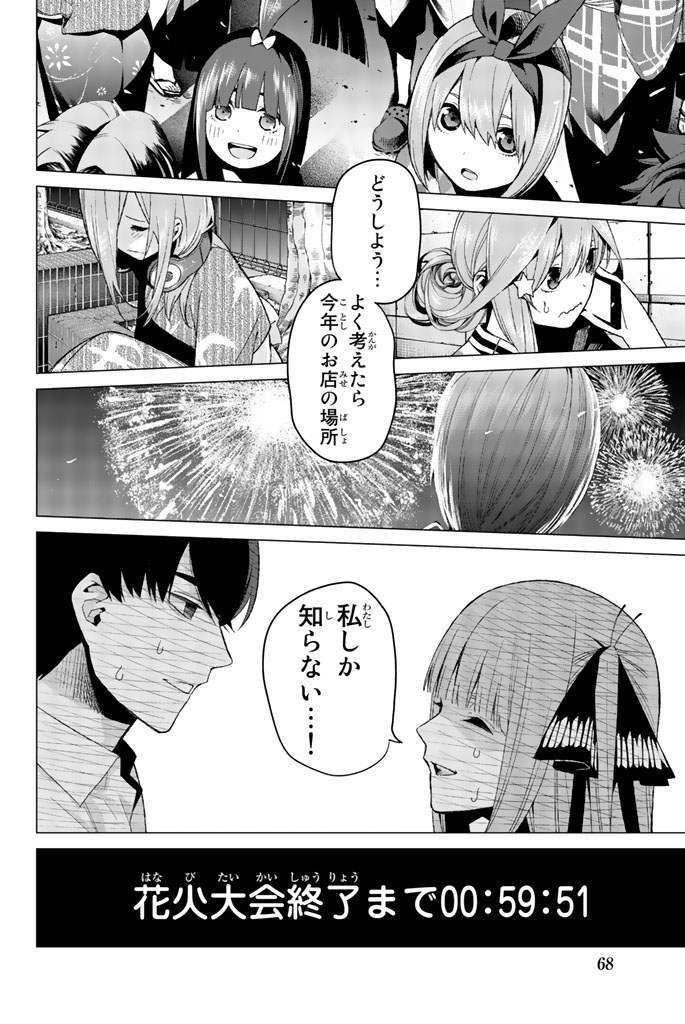 どうしよう…
よく考えたら
今年のお店の場所
私しか
知らない…！
花火大会終了まで00:59:51
68